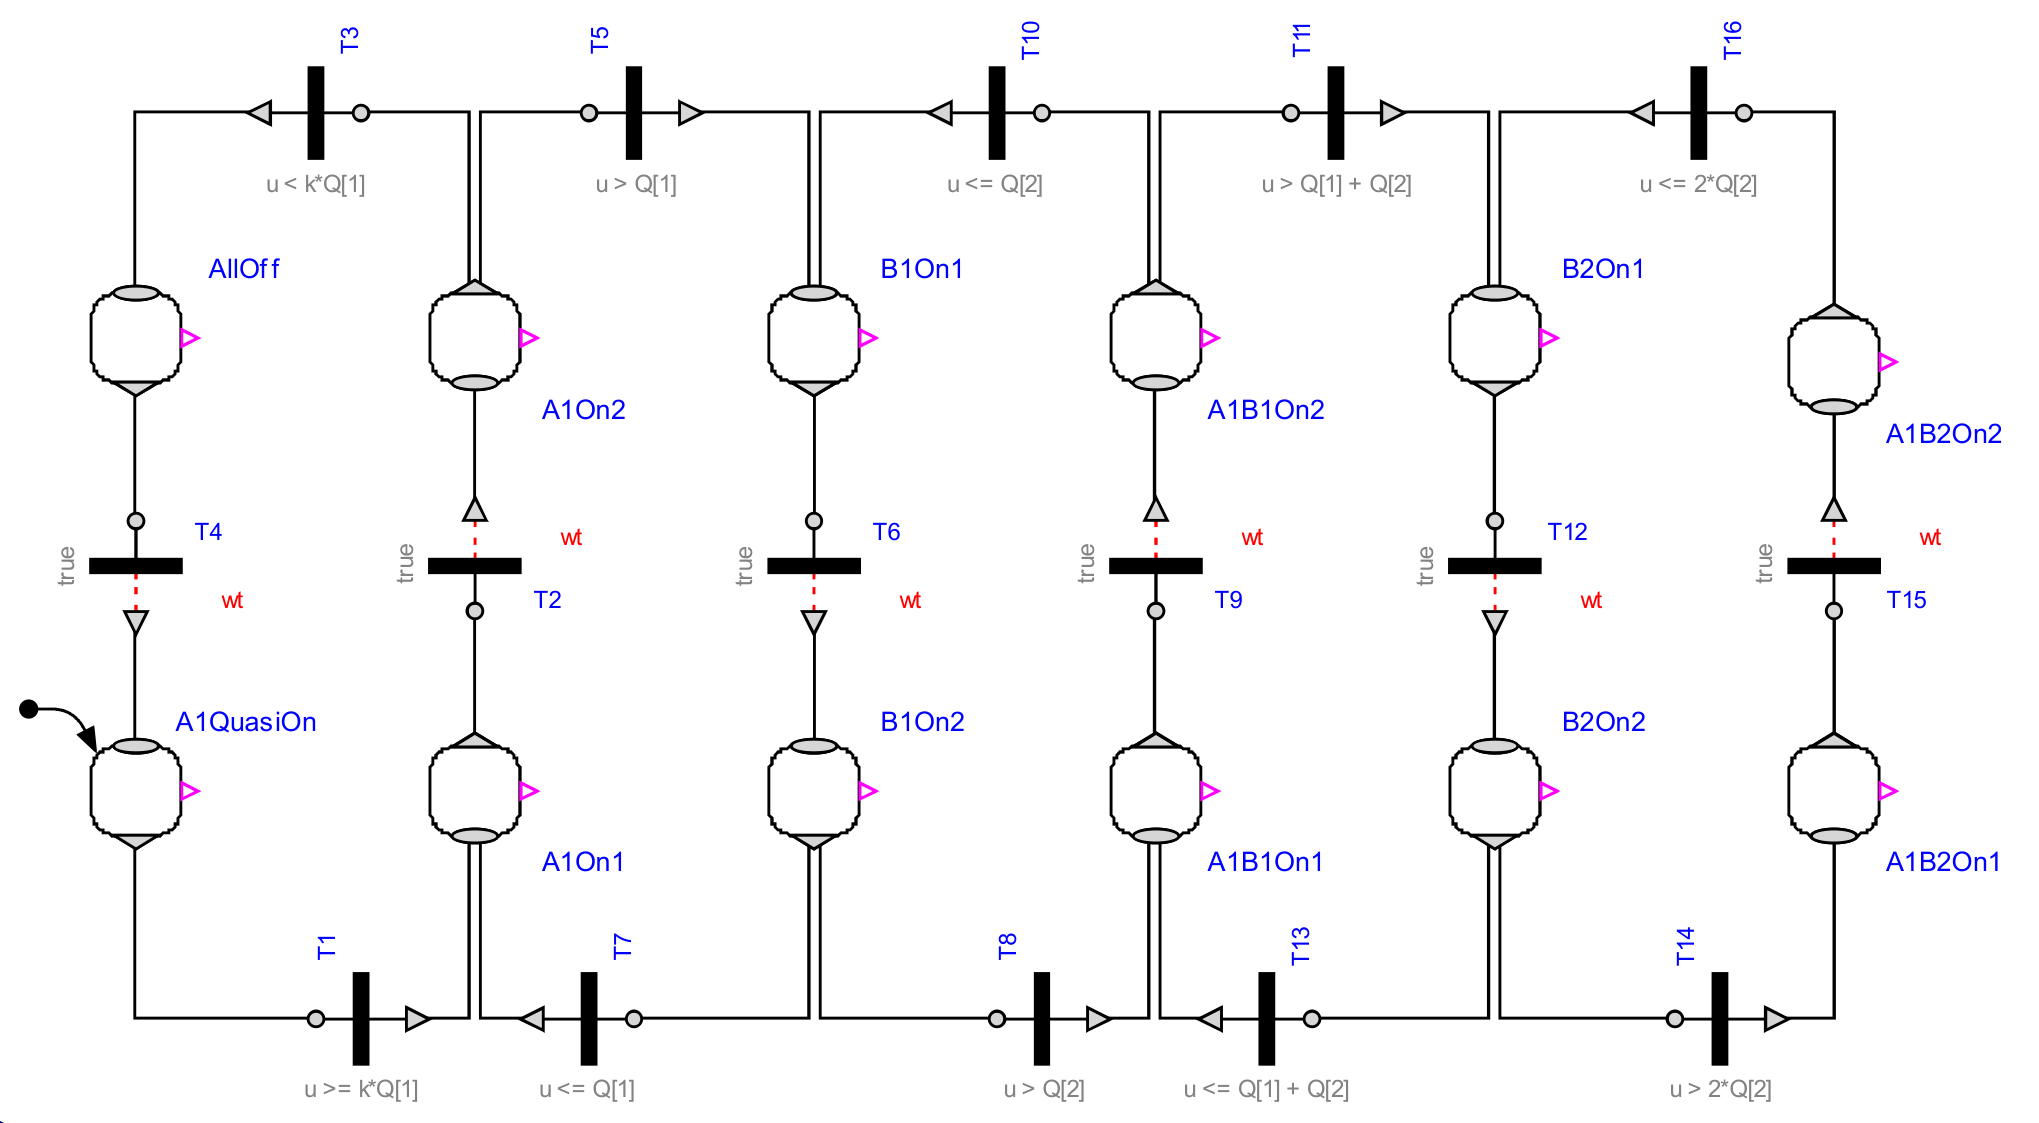 T3
T5
T10
T11
T16
u < k*Q[1]
u > Q[1]
u <= Q[2]
u > Q[1] + Q[2]
u <= 2*Q[2]
AllOff
B1On1
B2On1
A1On2
A1B1On2
A1B2On2
T4
wt
T6
wt
T12
wt
true
true
true
true
true
true
wt
T2
wt
T9
wt
T15
A1QuasiOn
B1On2
B2On2
A1On1
A1B1On1
A1B2On1
T1
T7
T8
T13
T14
u >= k*Q[1]
u <= Q[1]
u > Q[2]
u <= Q[1] + Q[2]
u > 2*Q[2]